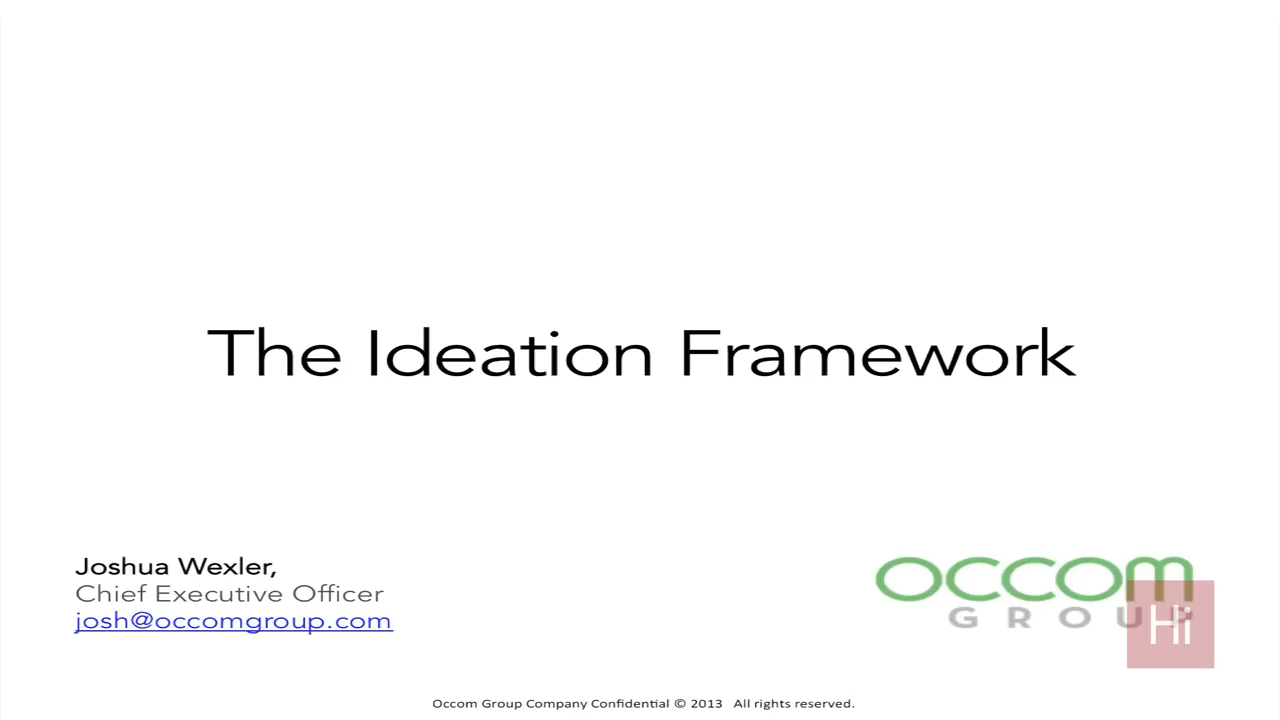 The Ideation Framework
Joshua Wexler,
Chief Executive Officer
josh@occomgroup.com
OCCOM
GROUP
Hi
Occom Group Company Confidential © 2013 All rights reserved.